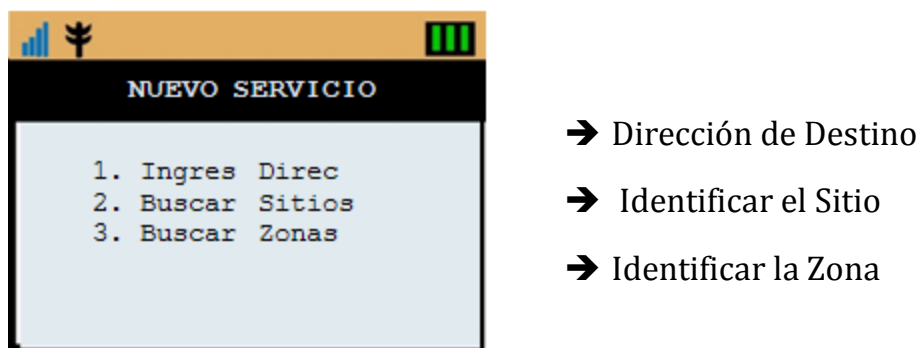 NUEVO SERVICIO
1. Ingres Direc
2. Buscar Sitios
3. Buscar Zonas
➔ Dirección de Destino
➔ Identificar el Sitio
➔ Identificar la Zona